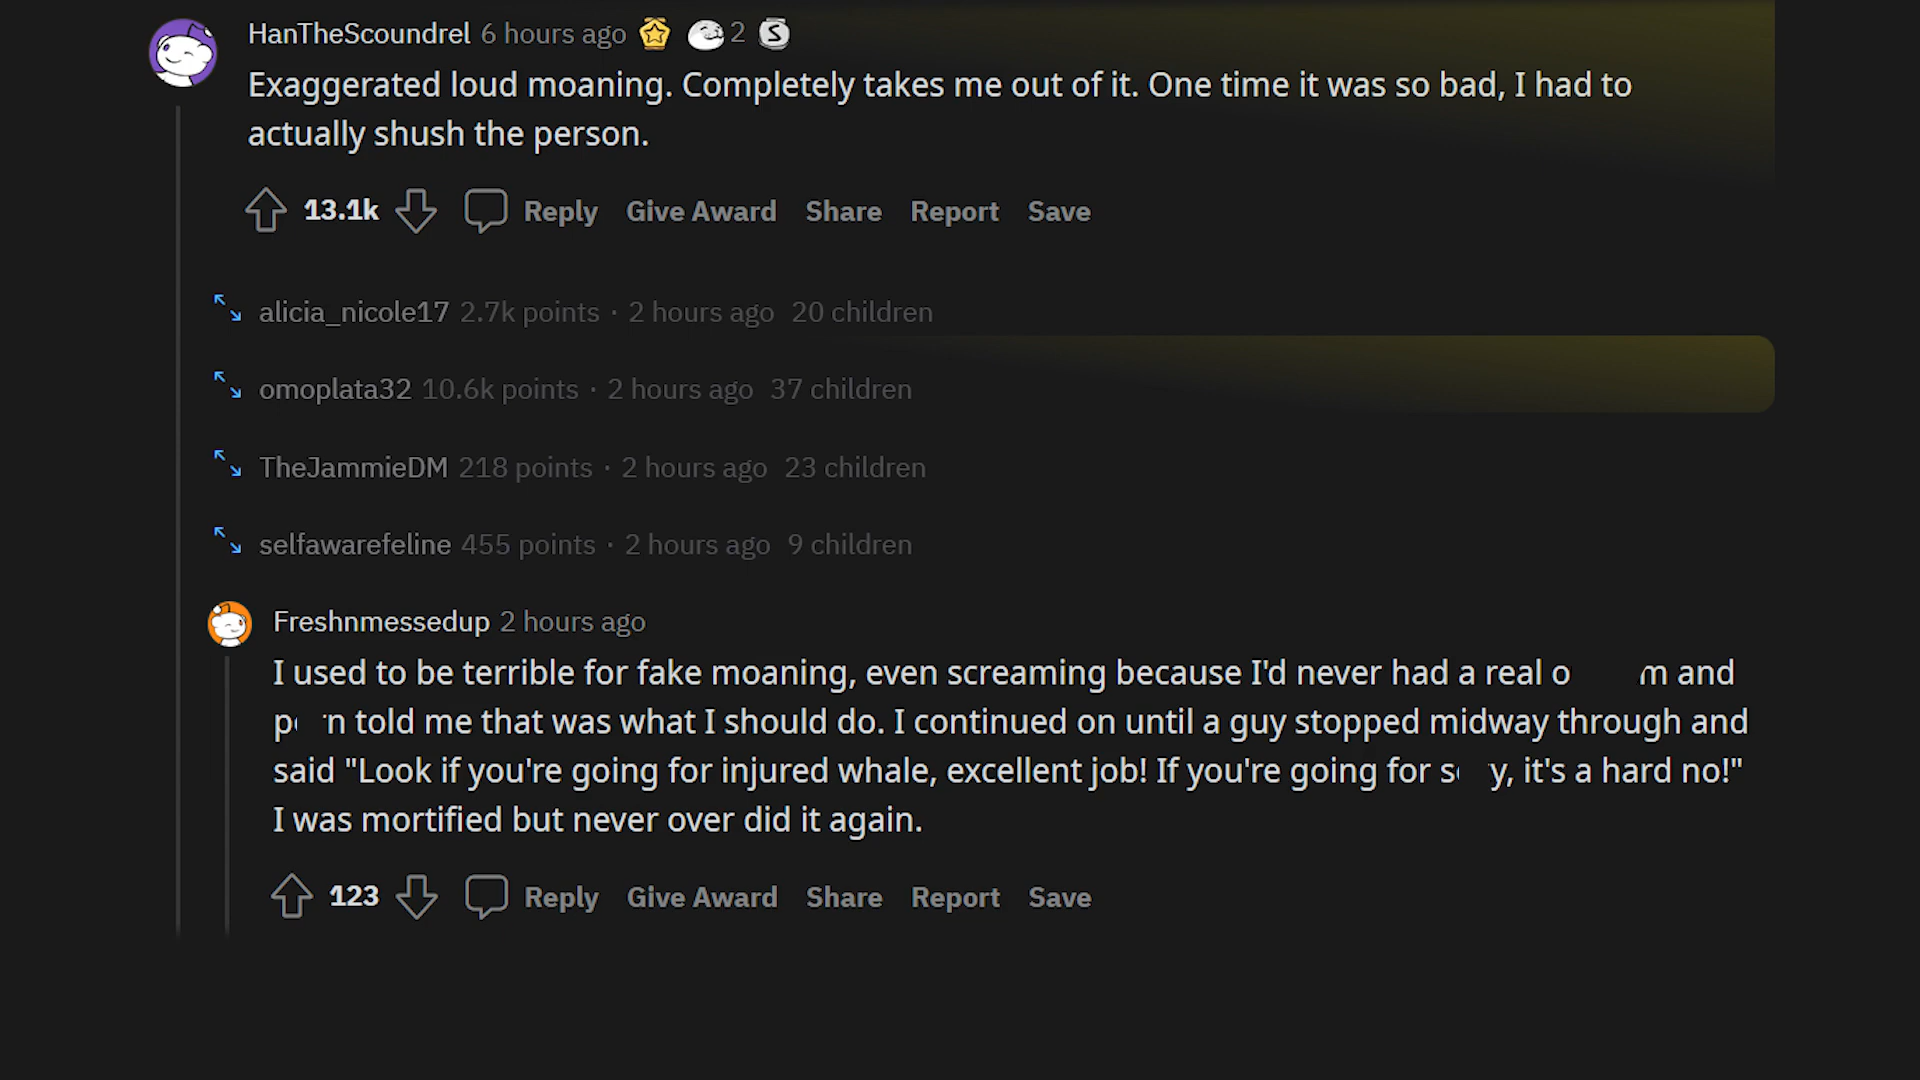 HanTheScoundrel 6 hours ago 2 S
Exaggerated loud moaning. Completely takes me out of it. One time it was so bad, I had to
actually shush the person.
13.1k Reply Give Award Share Report Save
alicia_nicole17 2.7k points · 2 hours ago 20 children
omoplata32 10.6k points · 2 hours ago 37 children
TheJammieDM 218 points · 2 hours ago 23 children
selfawarefeline 455 points · 2 hours ago 9 children
Freshnmessedup 2 hours ago
I used to be terrible for fake moaning, even screaming because I'd never had a real o m and
p n told me that was what I should do. I continued on until a guy stopped midway through and
said "Look if you're going for injured whale, excellent job! If you're going for s y, it's a hard no!"
I was mortified but never over did it again.
123 Reply Give Award Share Report Save